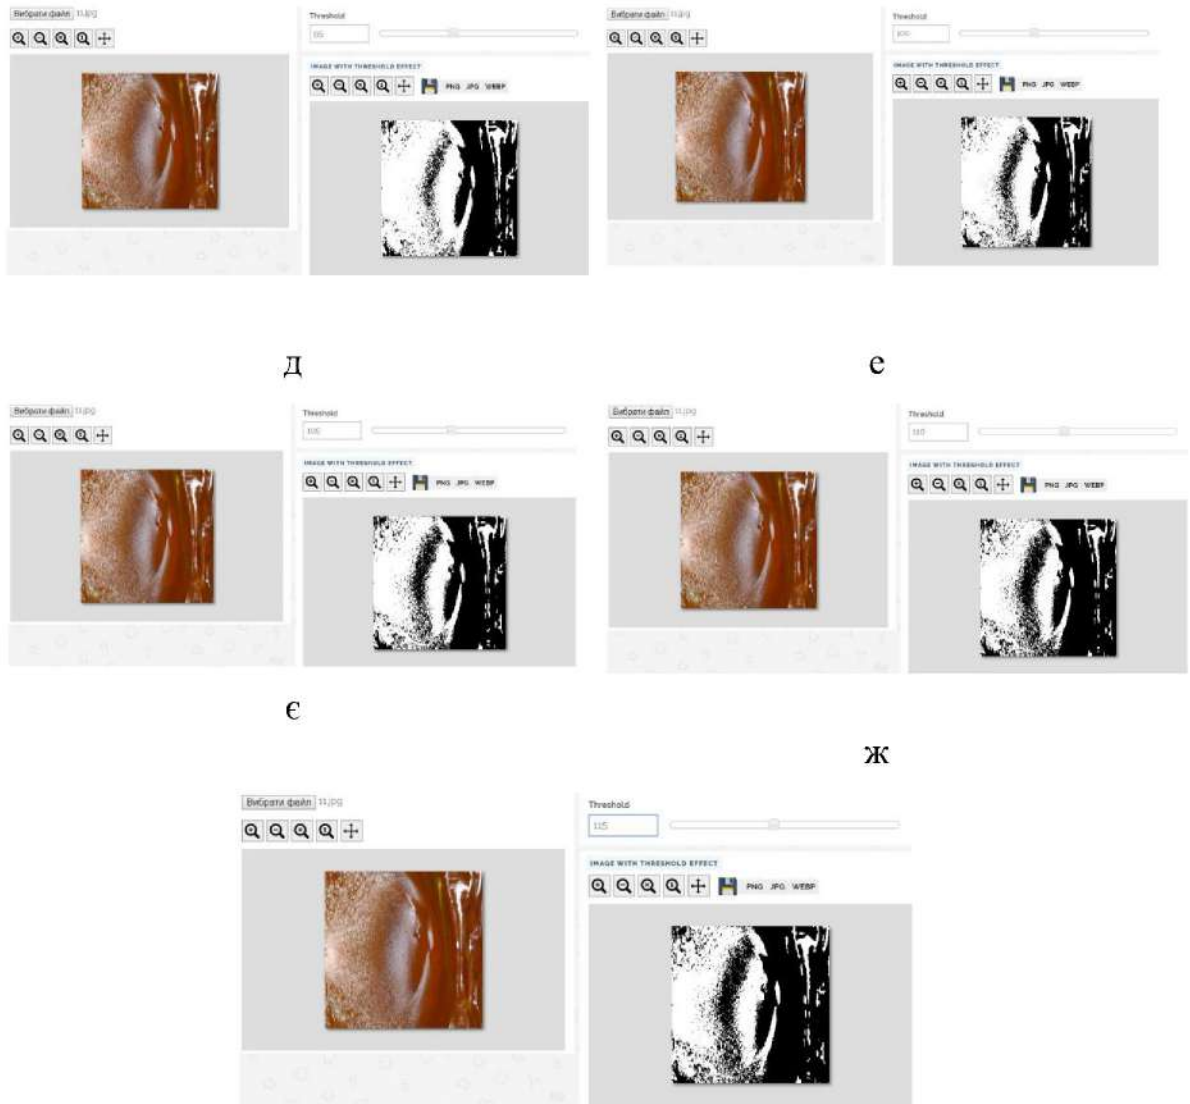 Вибрати файл 11.jpg
Threshold
95
IMAGE WITH THRESHOLD EFFECT
PNG JPG WEBP
д
Вибрати файл 11.jpg
Threshold
100
IMAGE WITH THRESHOLD EFFECT
PNG JPG WEBP
е
Вибрати файл 11.jpg
Threshold
105
IMAGE WITH THRESHOLD EFFECT
PNG JPG WEBP
є
Вибрати файл 11.jpg
Threshold
110
IMAGE WITH THRESHOLD EFFECT
PNG JPG WEBP
ж
Вибрати файл 11.jpg
Threshold
115
IMAGE WITH THRESHOLD EFFECT
PNG JPG WEBP